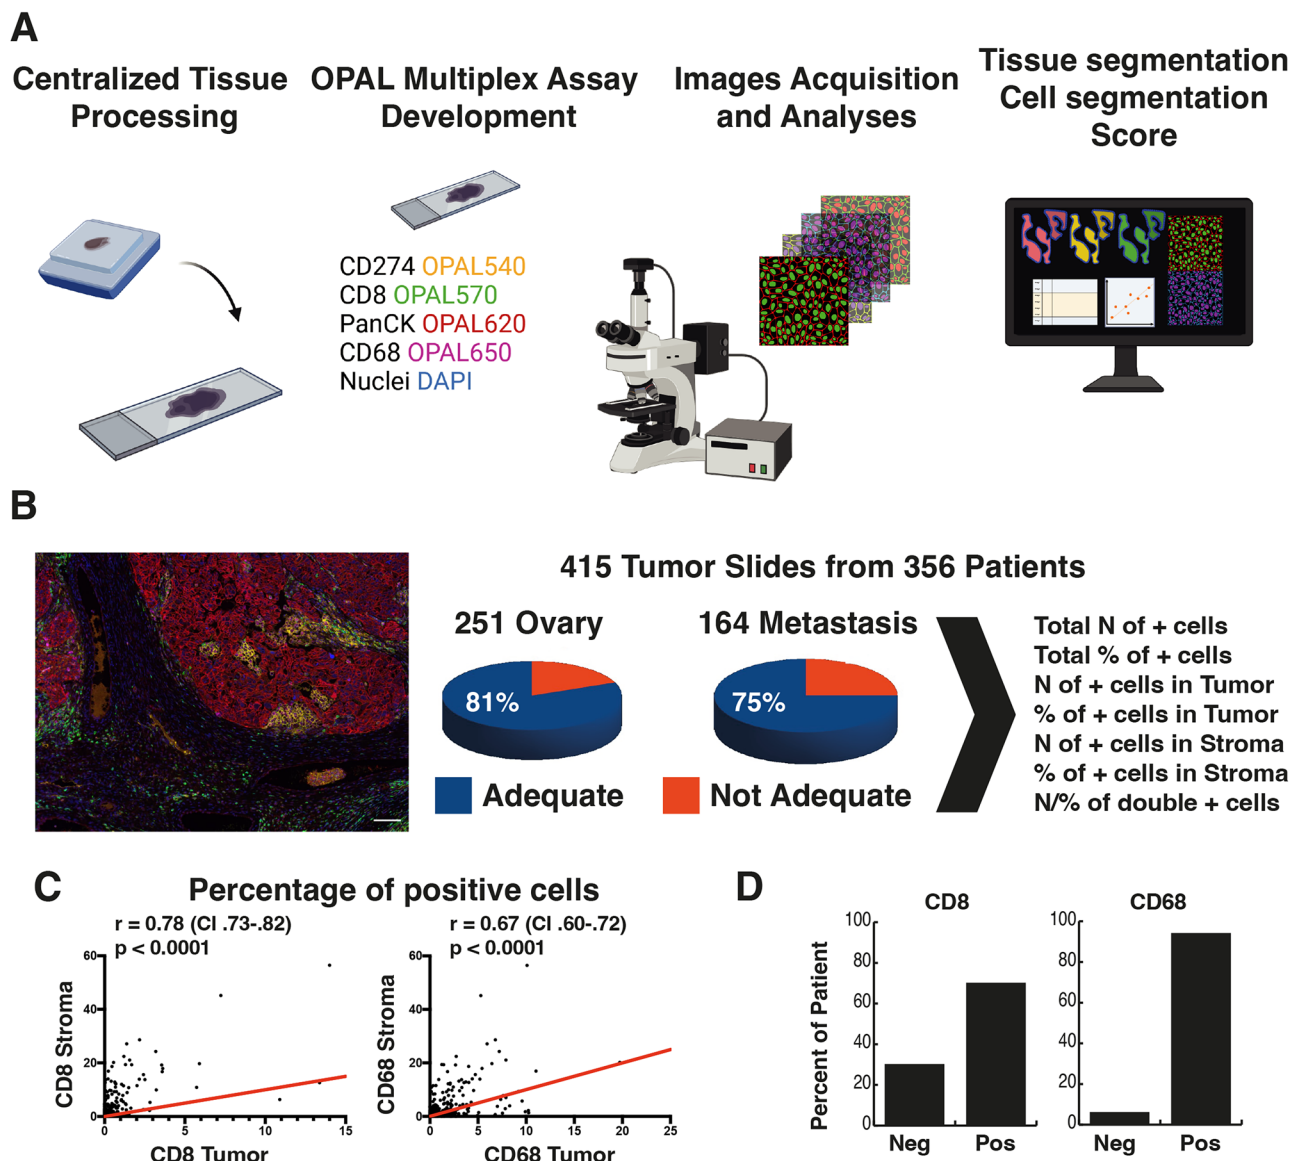 A
Centralized Tissue
Processing
OPAL Multiplex Assay
Development
Images Acquisition
and Analyses
Tissue segmentation
Cell segmentation
Score
CD274 OPAL540
CD8 OPAL570
PanCK OPAL620
CD68 OPAL650
Nuclei DAPI
B
415 Tumor Slides from 356 Patients
251 Ovary
164 Metastasis
81%
75%
Adequate
Not Adequate
Total N of + cells
Total % of + cells
N of + cells in Tumor
% of + cells in Tumor
N of + cells in Stroma
% of + cells in Stroma
N/% of double + cells
C
Percentage of positive cells
r = 0.78 (CI .73-.82)
p < 0.0001
60
40
20
0
CD8 Stroma
0 5 10 15
CD8 Tumor
r = 0.67 (CI .60-.72)
p < 0.0001
60
40
20
0
CD68 Stroma
0 5 10 15 20 25
CD68 Tumor
D
CD8
100
80
60
40
20
0
Percent of Patient
Neg Pos
CD68
100
80
60
40
20
0
Neg Pos